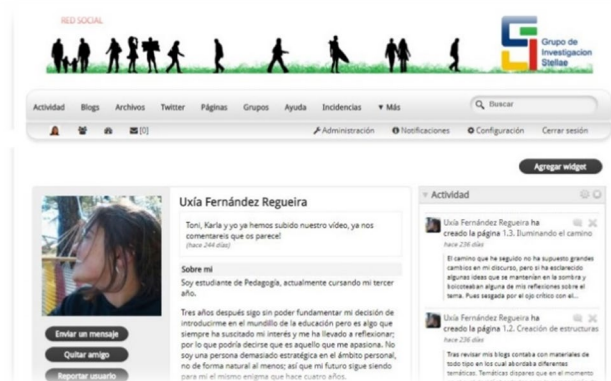 RED SOCIAL
Grupo de
Investigacion
Stellae
Actividad Blogs Archivos Twitter Páginas Grupos Ayuda Incidencias ▼ Más
Buscar
[0] Administración Notificaciones Configuración Cerrar sesión
Agregar widget
Uxía Fernández Regueira
Toni, Karla y yo ya hemos subido nuestro vídeo, ya nos
comentareis que os parece!
(hace 244 días)
Sobre mi
Soy estudiante de Pedagogía, actualmente cursando mi tercer
año.
Tres años después sigo sin poder fundamentar mi decisión de
introducirme en el mundillo de la educación pero es algo que
siempre ha suscitado mi interés y me ha llevado a reflexionar;
por lo que podría decirse que es aquello que me apasiona. No
soy una persona demasiado estratégica en el ámbito personal,
no de forma natural al menos; así que mi futuro sigue siendo
para mí el mismo enigma que hace cuatro años.
Enviar un mensaje
Quitar amigo
Reportar usuario
▼ Actividad
Uxía Fernández Regueira ha
creado la página 1.3. Iluminando el camino
hace 236 días
El camino que he seguido no ha supuesto grandes
cambios en mi discurso, pero si ha esclarecido
algunas ideas que se mantenían en la sombra y
boicoteaban alguna de mis reflexiones sobre el
tema. Pues sesgada por el ojo crítico con el...
Uxía Fernández Regueira ha
creado la página 1.2. Creación de estructuras
hace 236 días
Tras revisar mis blogs contaba con materiales de
todo tipo en los cual abordaba diferentes
temáticas. Temáticas dispares que en el momento